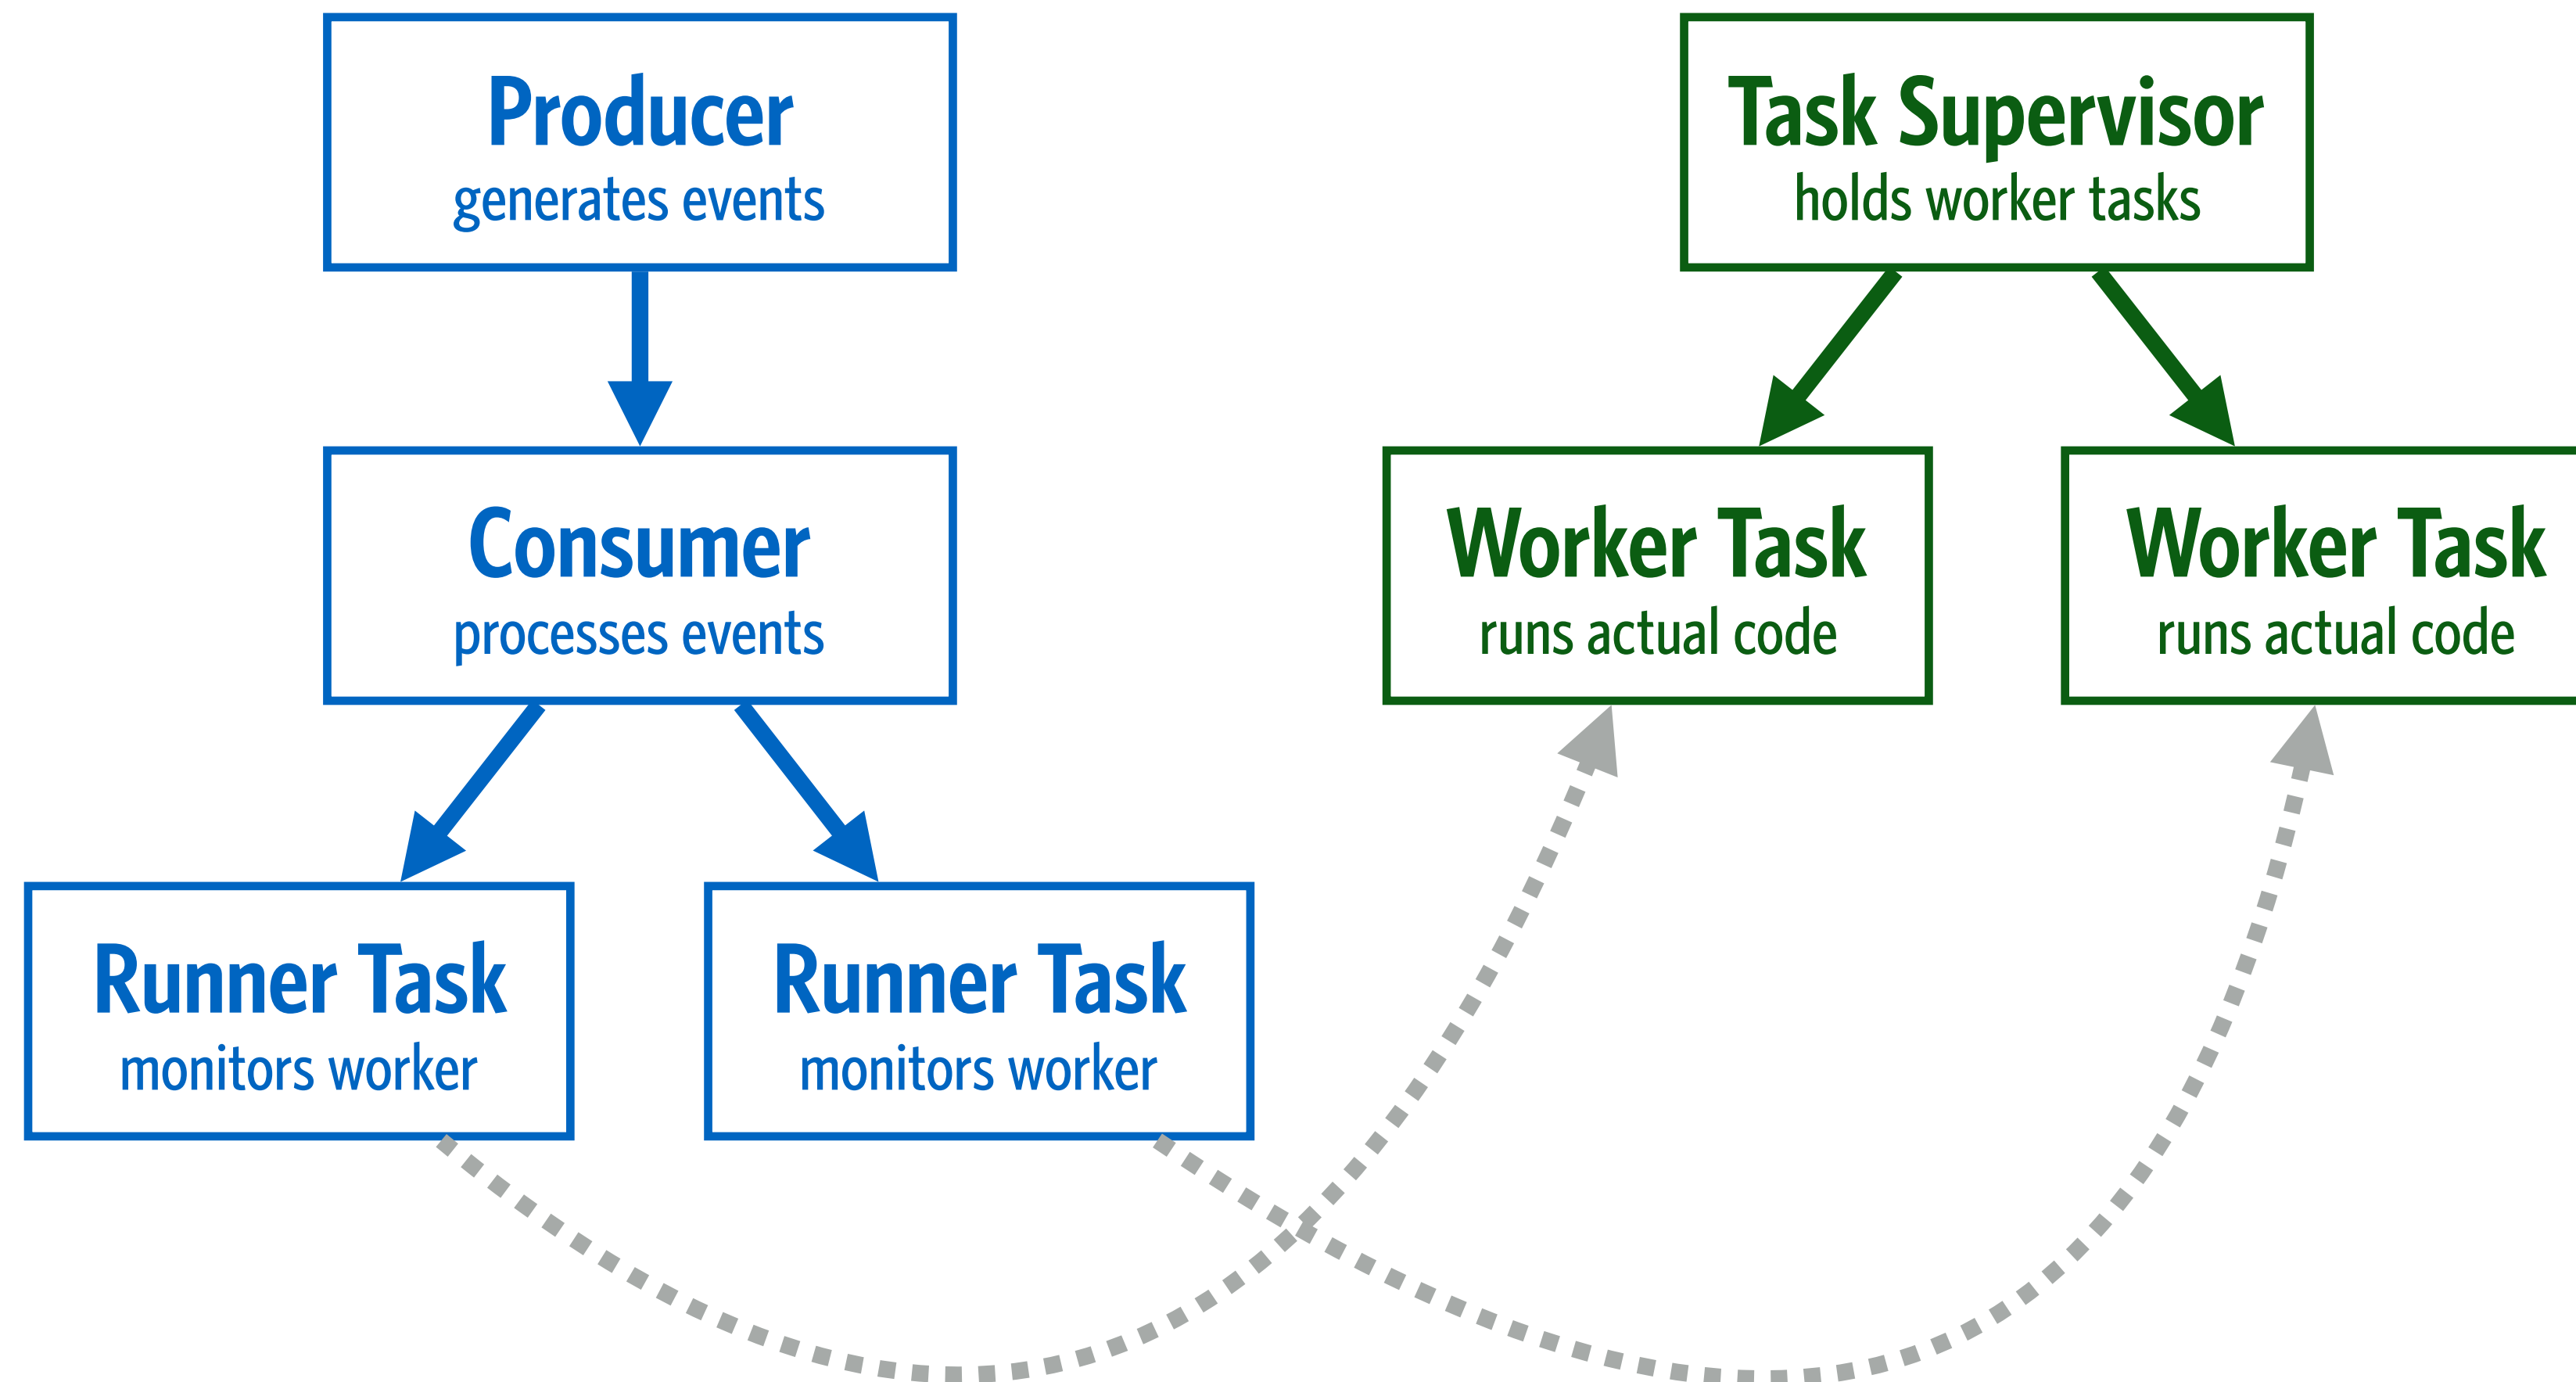 Producer
generates events
Task Supervisor
holds worker tasks
Consumer
processes events
Worker Task
runs actual code
Worker Task
runs actual code
Runner Task
monitors worker
Runner Task
monitors worker